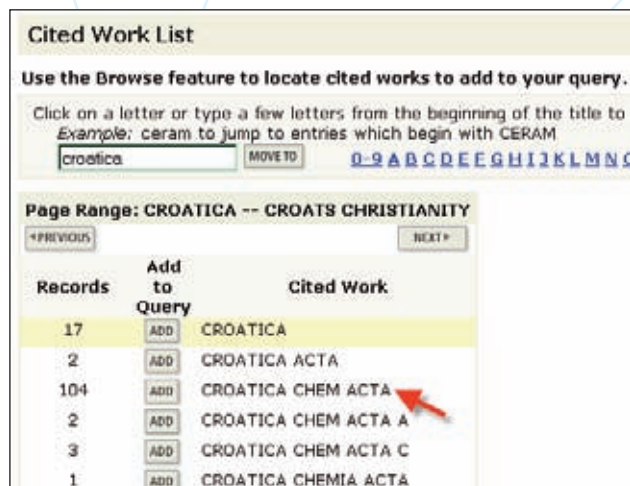 Cited Work List
Use the Browse feature to locate cited works to add to your query.
Click on a letter or type a few letters from the beginning of the title to
Example: ceram to jump to entries which begin with CERAM
croatica MOVE TO 0-9 A B C D E F G H I J K L M N
Page Range: CROATICA -- CROATS CHRISTIANITY
PREVIOUS NEXT
Records Add to Query Cited Work
17 ADD CROATICA
2 ADD CROATICA ACTA
104 ADD CROATICA CHEM ACTA
2 ADD CROATICA CHEM ACTA A
3 ADD CROATICA CHEM ACTA C
1 ADD CROATICA CHEMIA ACTA